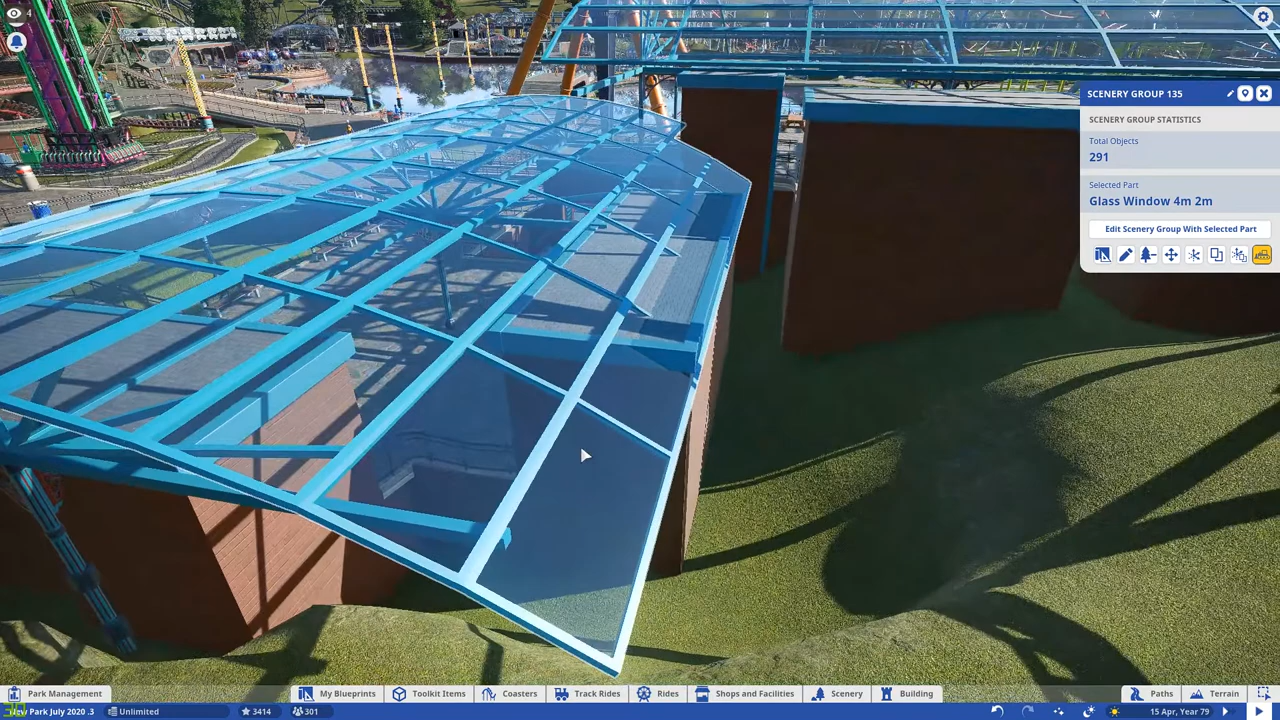 4
SCENERY GROUP 135
SCENERY GROUP STATISTICS
Total Objects
291
Selected Part
Glass Window 4m 2m
Edit Scenery Group With Selected Part
Park Management
My Blueprints
Toolkit Items
Coasters
Track Rides
Rides
Shops and Facilities
Scenery
Building
Paths
Terrain
Park July 2020 .3
Unlimited
3414
301
15 Apr, Year 79